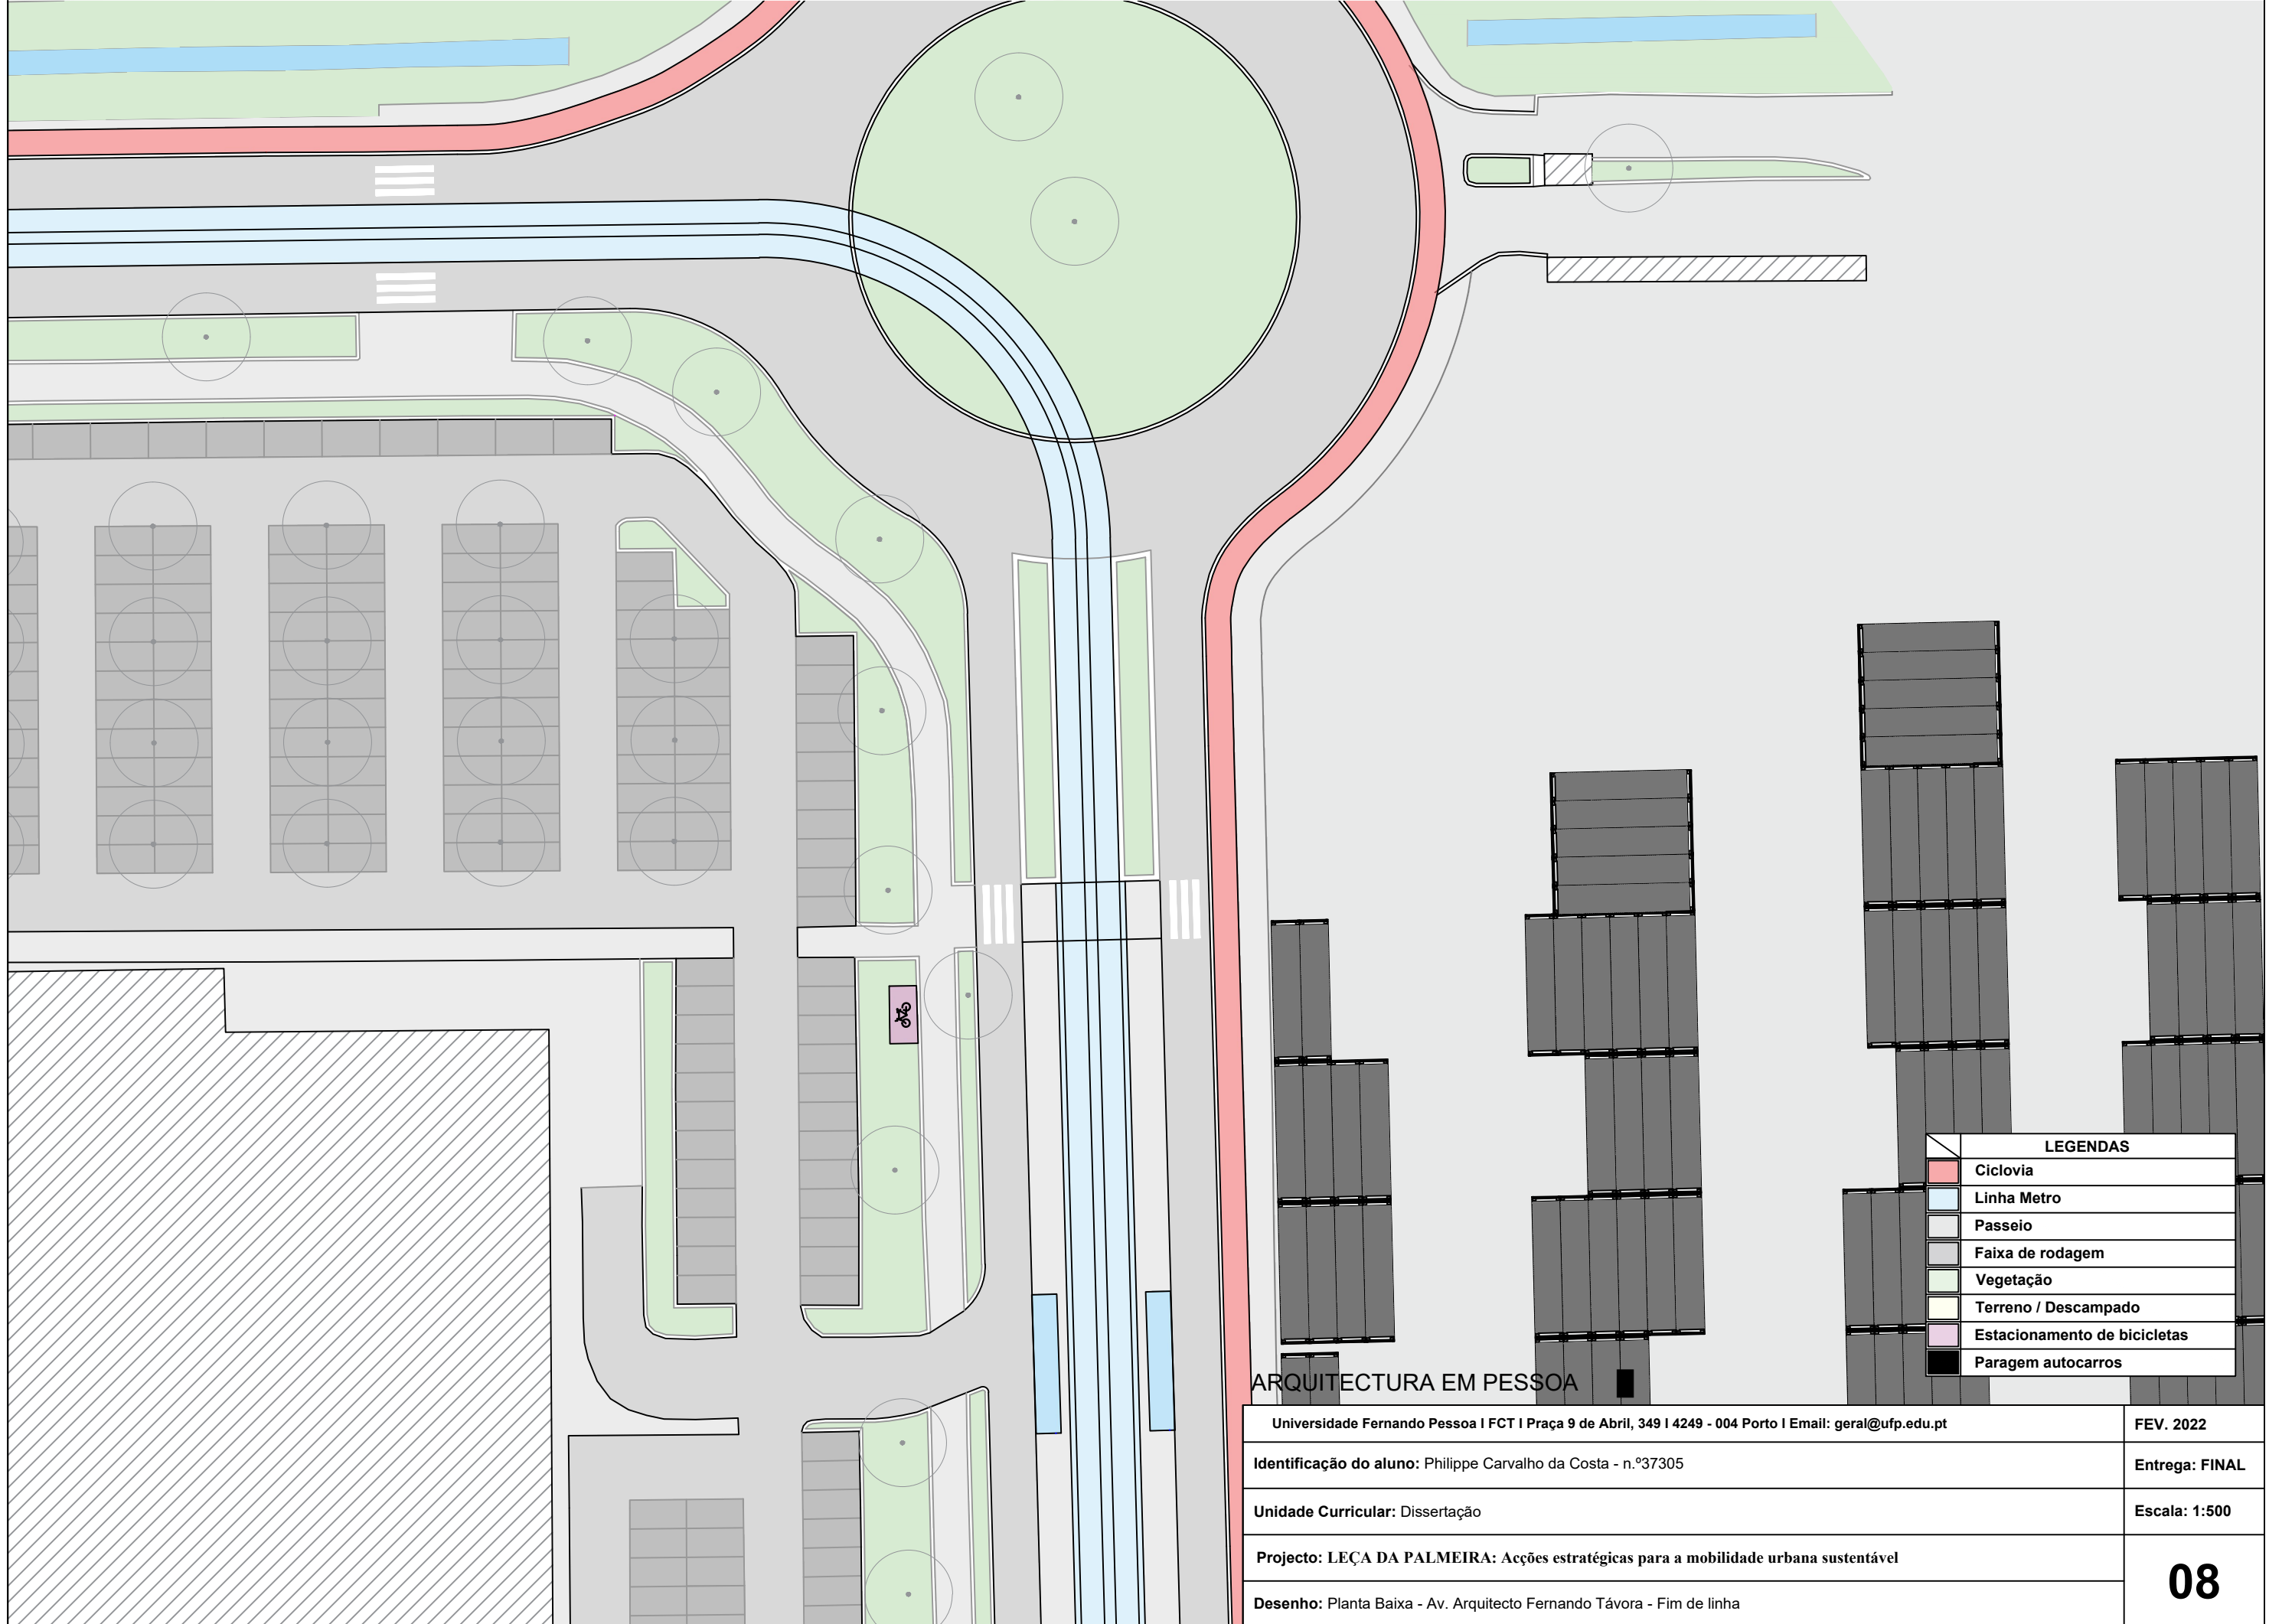 LEGENDAS
Ciclovia
Linha Metro
Passeio
Faixa de rodagem
Vegetação
Terreno / Descampado
Estacionamento de bicicletas
Paragem autocarros
ARQUITECTURA EM PESSOA
Universidade Fernando Pessoa I FCT I Praça 9 de Abril, 349 I 4249 - 004 Porto I Email: geral@ufp.edu.pt
FEV. 2022
Identificação do aluno: Philippe Carvalho da Costa - n.º37305
Entrega: FINAL
Unidade Curricular: Dissertação
Escala: 1:500
Projecto: LEÇA DA PALMEIRA: Acções estratégicas para a mobilidade urbana sustentável
08
Desenho: Planta Baixa - Av. Arquitecto Fernando Távora - Fim de linha